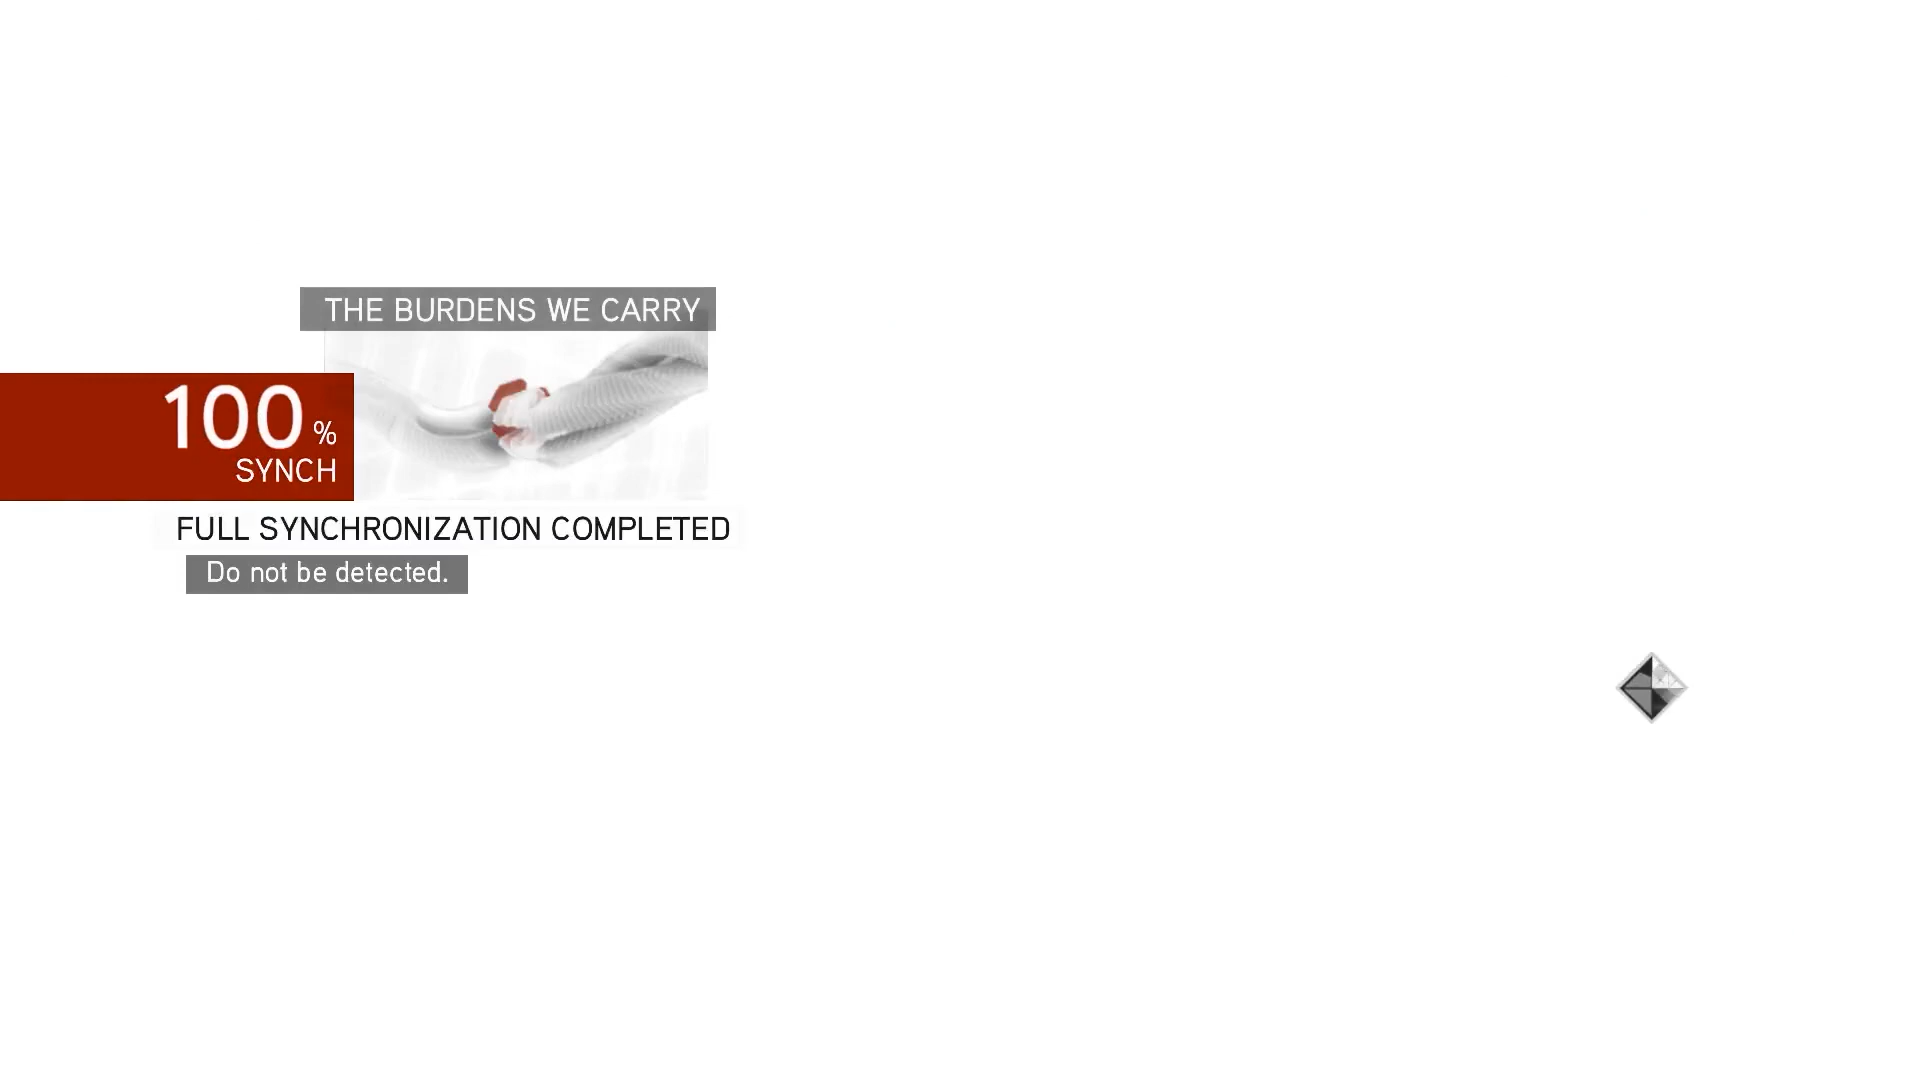 THE BURDENS WE CARRY
100 %
SYNCH
FULL SYNCHRONIZATION COMPLETED
Do not be detected.